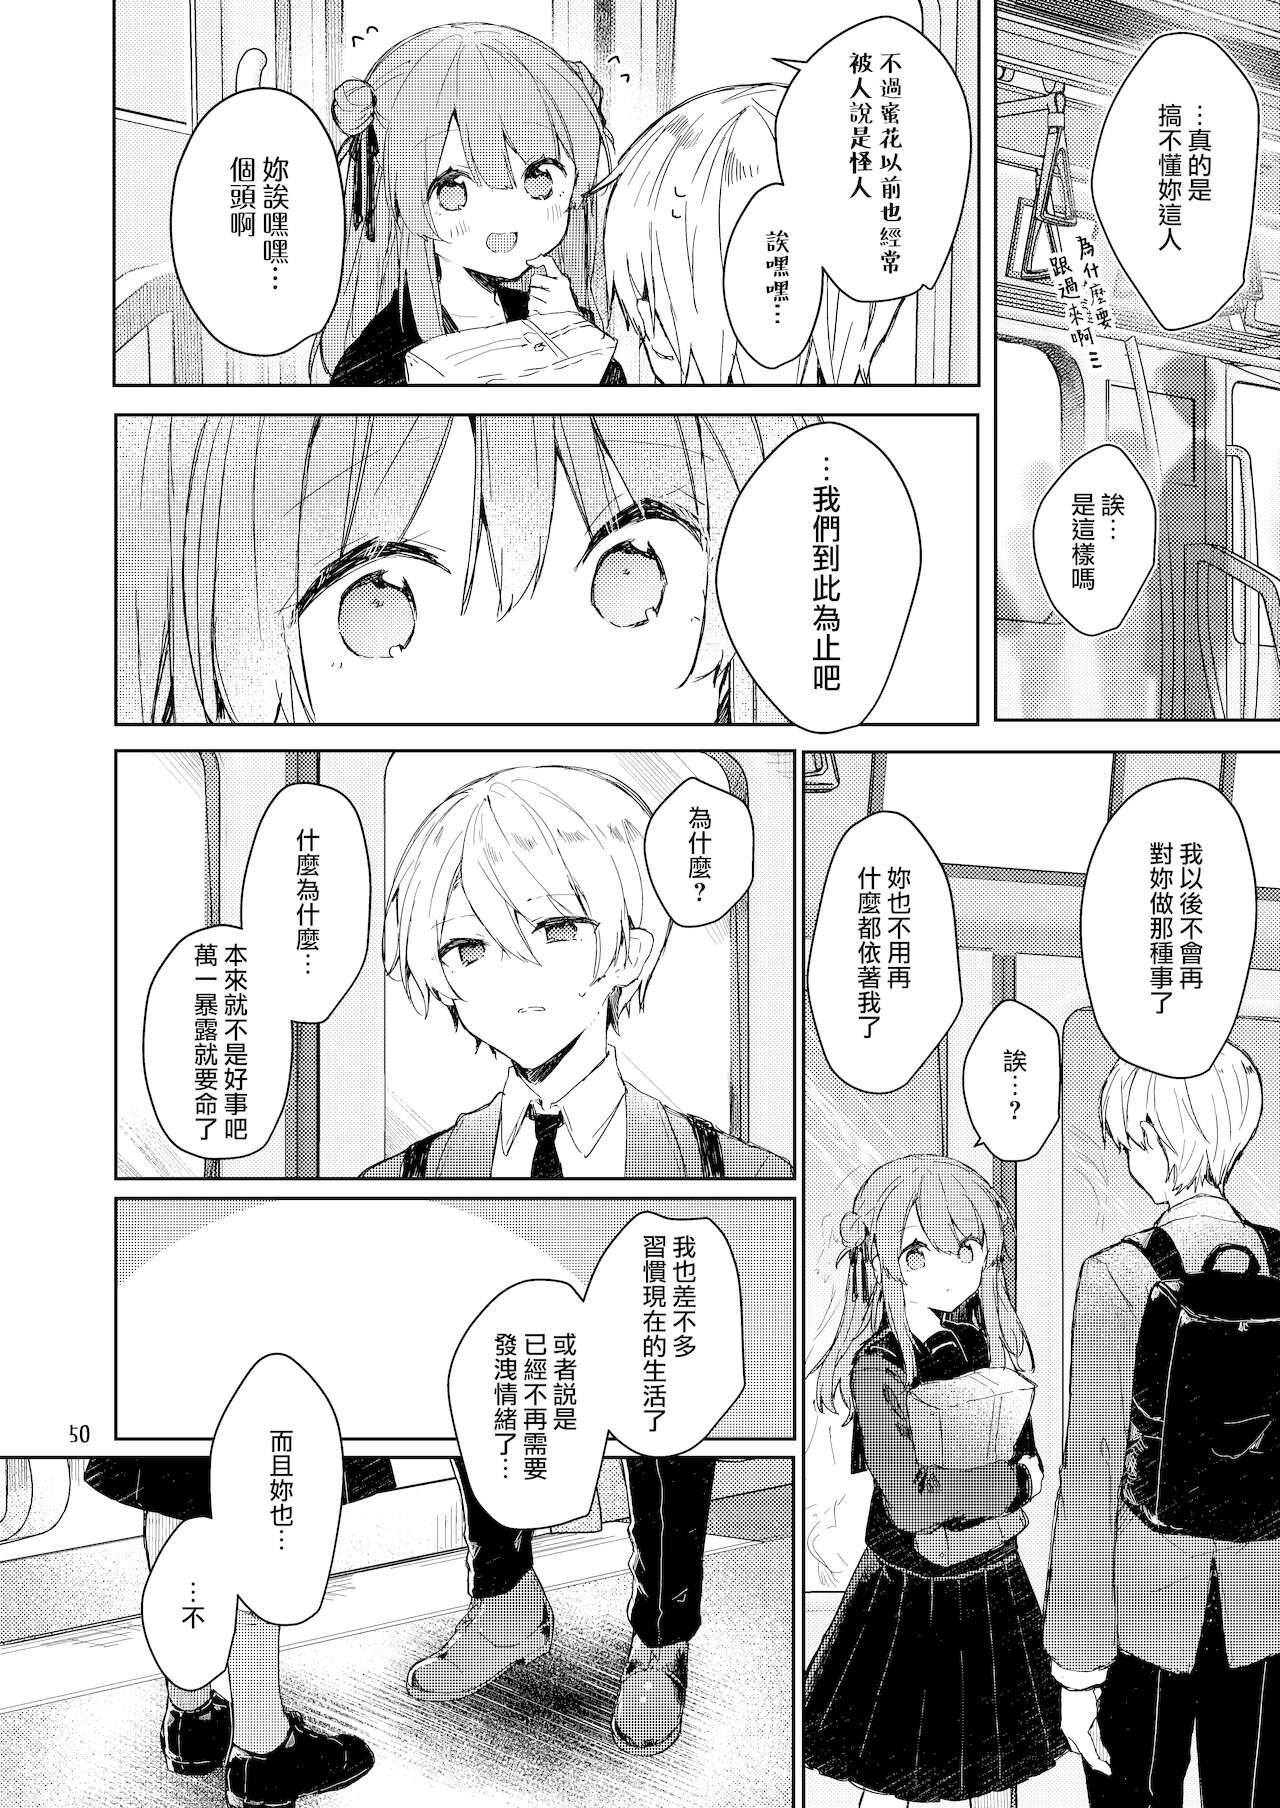 …真的是
搞不懂妳這人
為什麼要
跟過來啊…
誒…
是這樣嗎
不過蜜花以前也經常
被人說是怪人
誒嘿嘿…
妳誒嘿嘿…
個頭啊
…我們到此為止吧
我以後不會再
對妳做那種事了
妳也不用再
什麼都依著我了
誒…?
為什麼?
什麼為什麼…
本來就不是好事吧
萬一暴露就要命了
我也差不多
習慣現在的生活了
或者說是
已經不再需要
發洩情緒了…
而且妳也…
…不
50